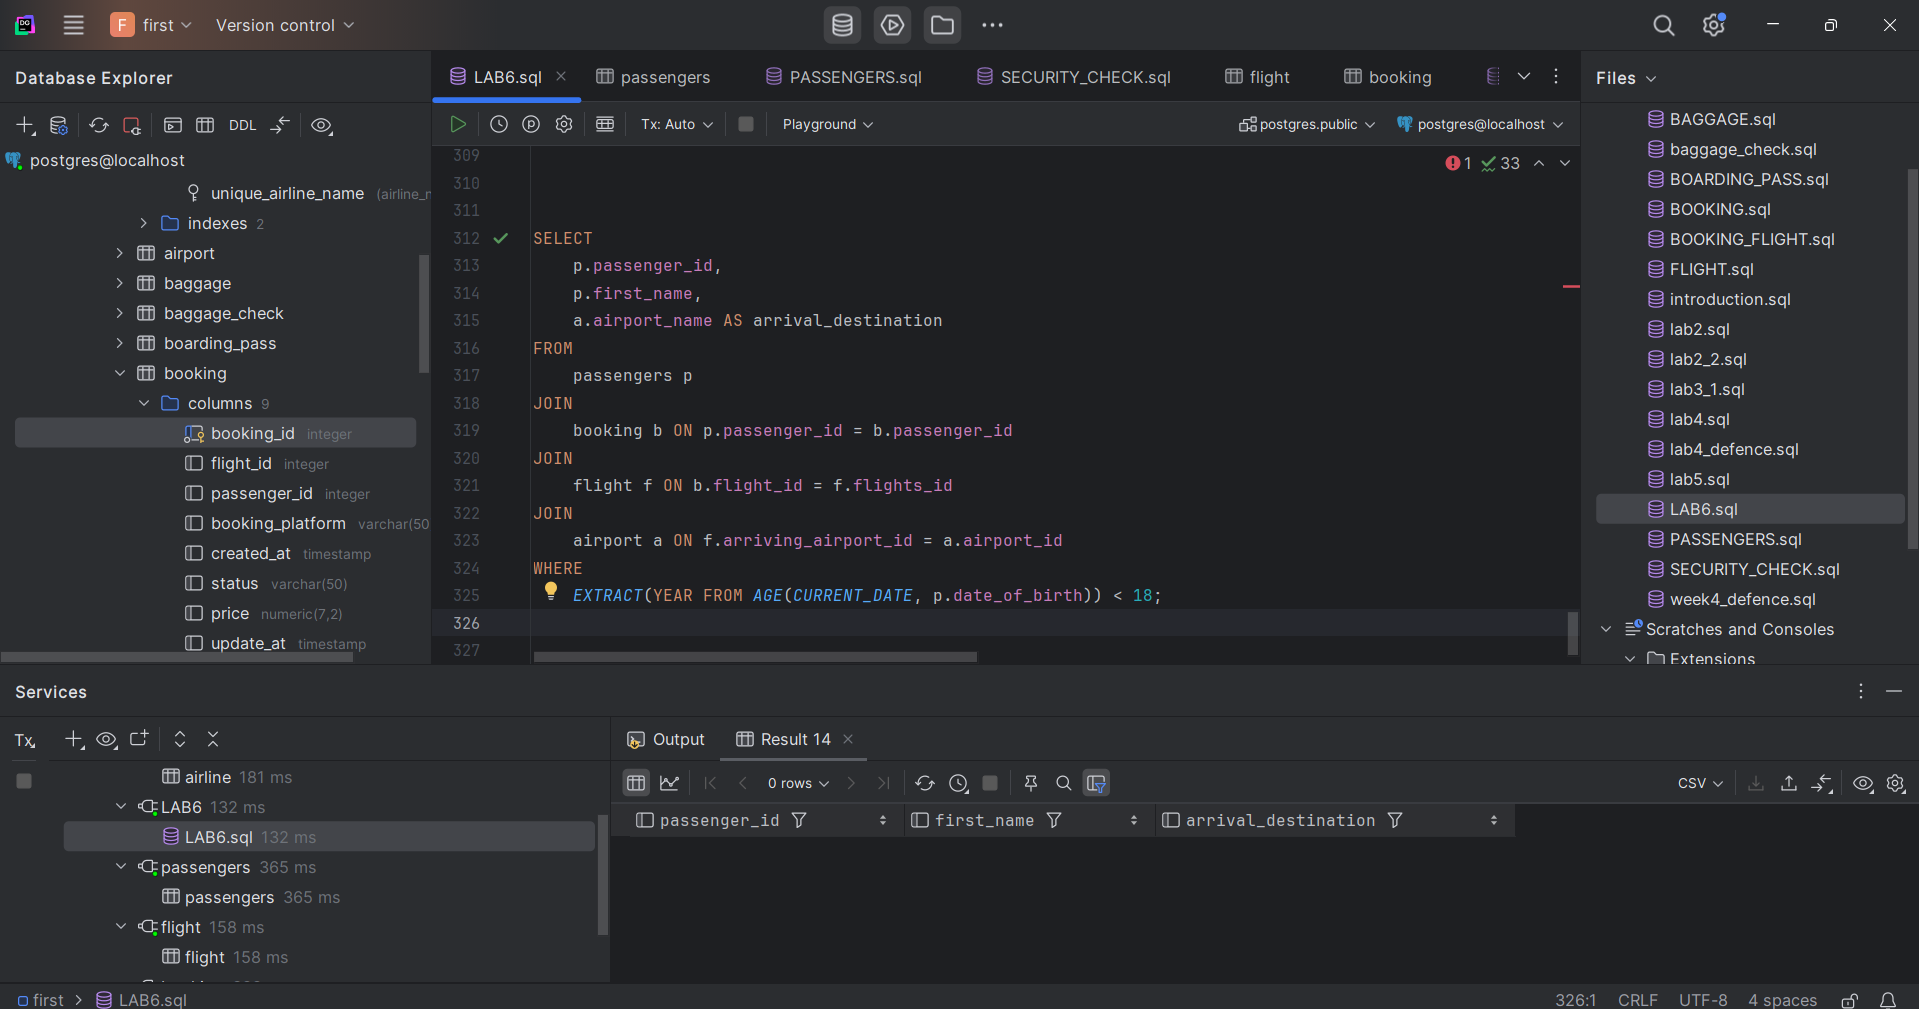 F first Version control
Database Explorer
DDL
postgres@localhost
unique_airline_name (airline_n
indexes 2
airport
baggage
baggage_check
boarding_pass
booking
columns 9
booking_id integer
flight_id integer
passenger_id integer
booking_platform varchar(50
created_at timestamp
status varchar(50)
price numeric(7,2)
update_at timestamp
LAB6.sql passengers PASSENGERS.sql SECURITY_CHECK.sql flight booking
Tx: Auto Playground postgres.public postgres@localhost
1 33
309
310
311
312 SELECT
313 p.passenger_id,
314 p.first_name,
315 a.airport_name AS arrival_destination
316 FROM
317 passengers p
318 JOIN
319 booking b ON p.passenger_id = b.passenger_id
320 JOIN
321 flight f ON b.flight_id = f.flights_id
322 JOIN
323 airport a ON f.arriving_airport_id = a.airport_id
324 WHERE
325 EXTRACT(YEAR FROM AGE(CURRENT_DATE, p.date_of_birth)) < 18;
326
327
Files
BAGGAGE.sql
baggage_check.sql
BOARDING_PASS.sql
BOOKING.sql
BOOKING_FLIGHT.sql
FLIGHT.sql
introduction.sql
lab2.sql
lab2_2.sql
lab3_1.sql
lab4.sql
lab4_defence.sql
lab5.sql
LAB6.sql
PASSENGERS.sql
SECURITY_CHECK.sql
week4_defence.sql
Scratches and Consoles
Extensions
Services
Tx
airline 181 ms
LAB6 132 ms
LAB6.sql 132 ms
passengers 365 ms
passengers 365 ms
flight 158 ms
flight 158 ms
Output Result 14
0 rows CSV
passenger_id first_name arrival_destination
first > LAB6.sql
326:1 CRLF UTF-8 4 spaces